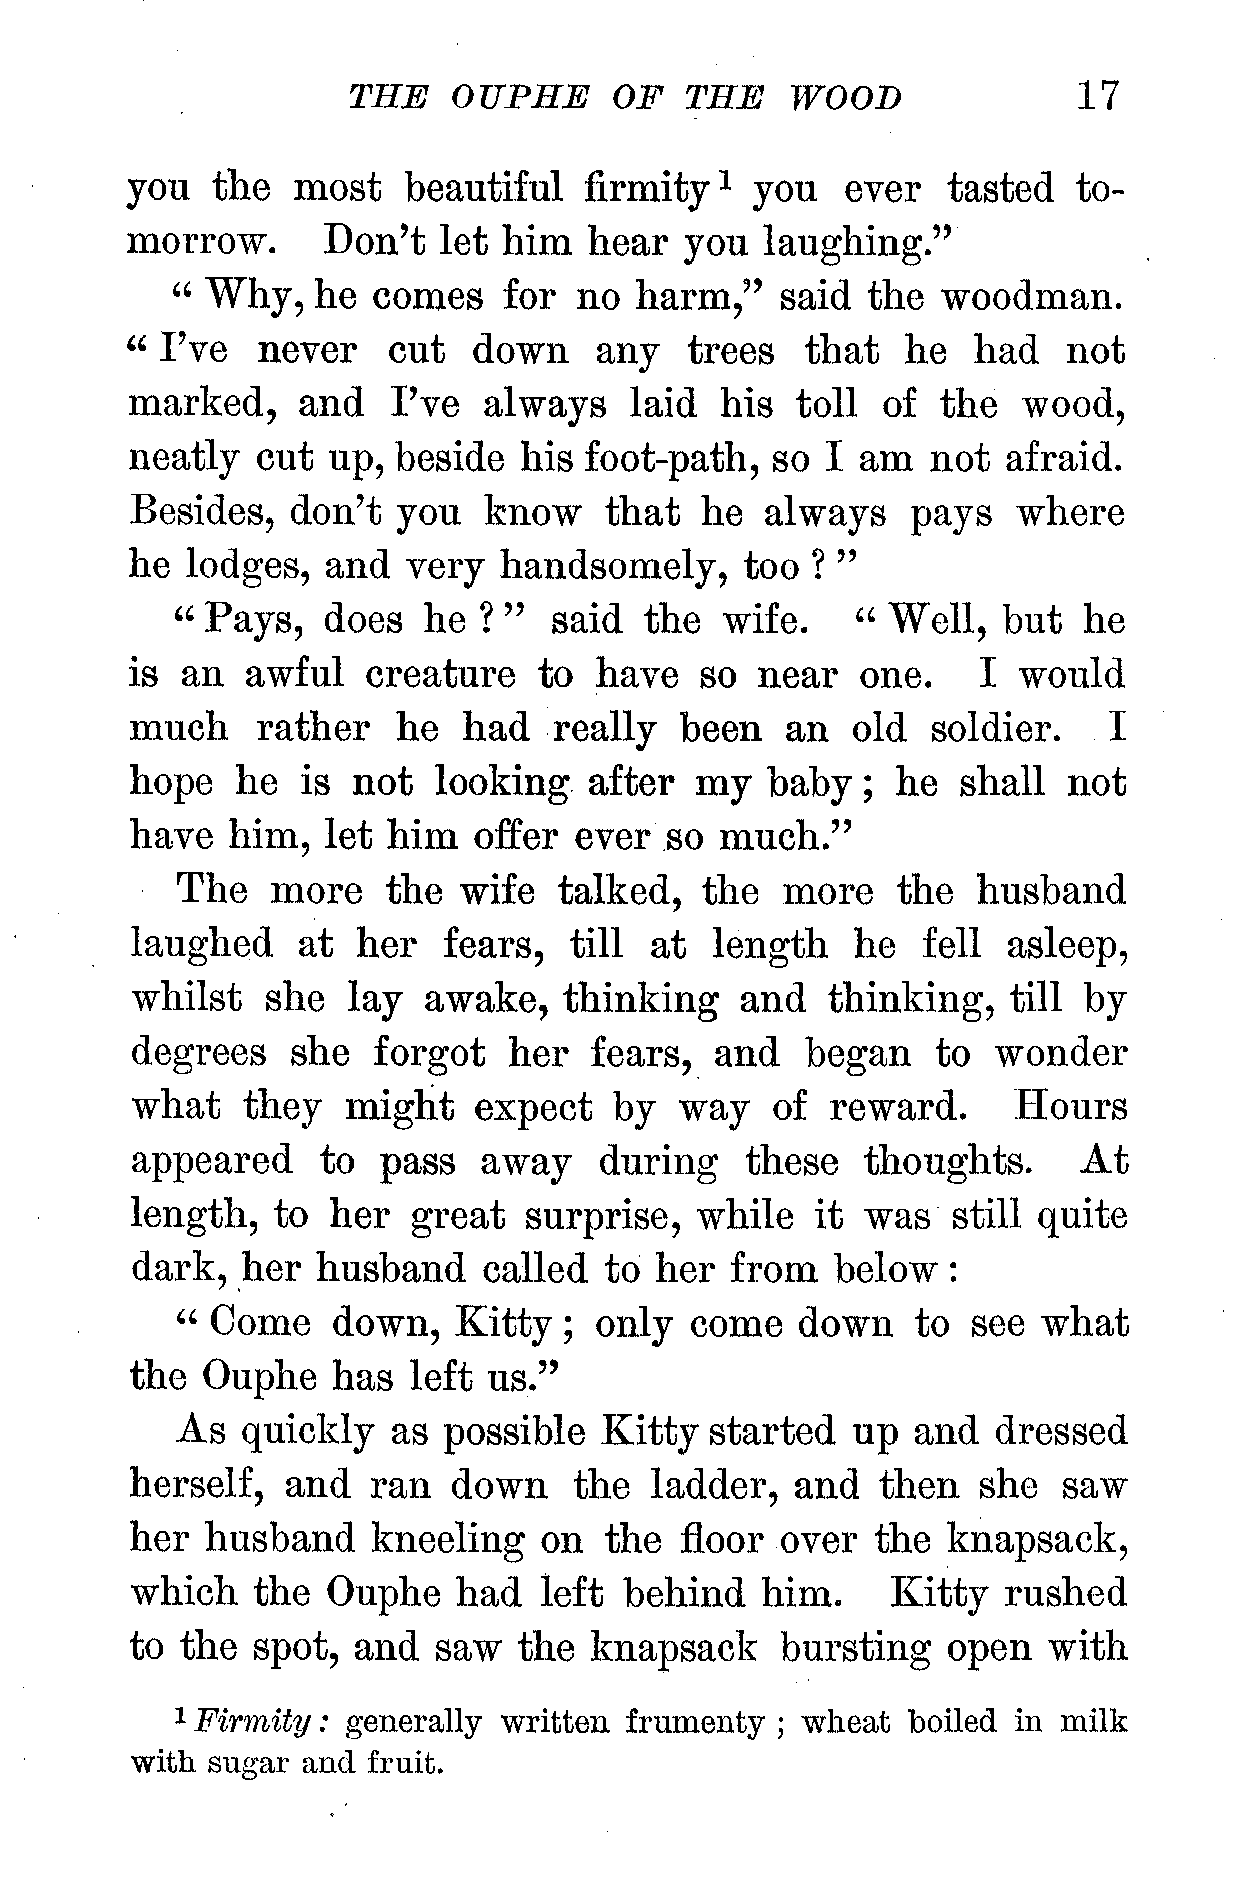 THE OUPHE OF THE WOOD 17
you the most beautiful firmity¹ you ever tasted to-
morrow. Don't let him hear you laughing."
"Why, he comes for no harm," said the woodman.
"I've never cut down any trees that he had not
marked, and I've always laid his toll of the wood,
neatly cut up, beside his foot-path, so I am not afraid.
Besides, don't you know that he always pays where
he lodges, and very handsomely, too?"
"Pays, does he?" said the wife. "Well, but he
is an awful creature to have so near one. I would
much rather he had really been an old soldier. I
hope he is not looking after my baby; he shall not
have him, let him offer ever so much."
The more the wife talked, the more the husband
laughed at her fears, till at length he fell asleep,
whilst she lay awake, thinking and thinking, till by
degrees she forgot her fears, and began to wonder
what they might expect by way of reward. Hours
appeared to pass away during these thoughts. At
length, to her great surprise, while it was still quite
dark, her husband called to her from below:
"Come down, Kitty; only come down to see what
the Ouphe has left us."
As quickly as possible Kitty started up and dressed
herself, and ran down the ladder, and then she saw
her husband kneeling on the floor over the knapsack,
which the Ouphe had left behind him. Kitty rushed
to the spot, and saw the knapsack bursting open with
¹ Firmity: generally written frumenty; wheat boiled in milk
with sugar and fruit.